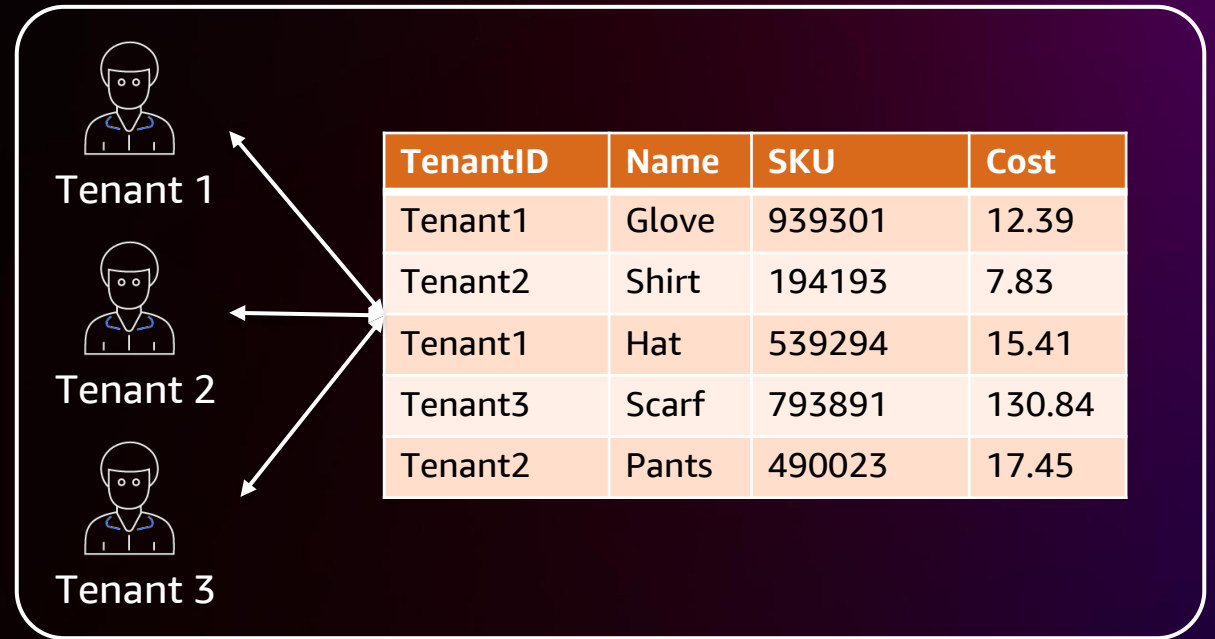 Tenant 1
Tenant 2
Tenant 3
TenantID Name SKU Cost
Tenant1 Glove 939301 12.39
Tenant2 Shirt 194193 7.83
Tenant1 Hat 539294 15.41
Tenant3 Scarf 793891 130.84
Tenant2 Pants 490023 17.45